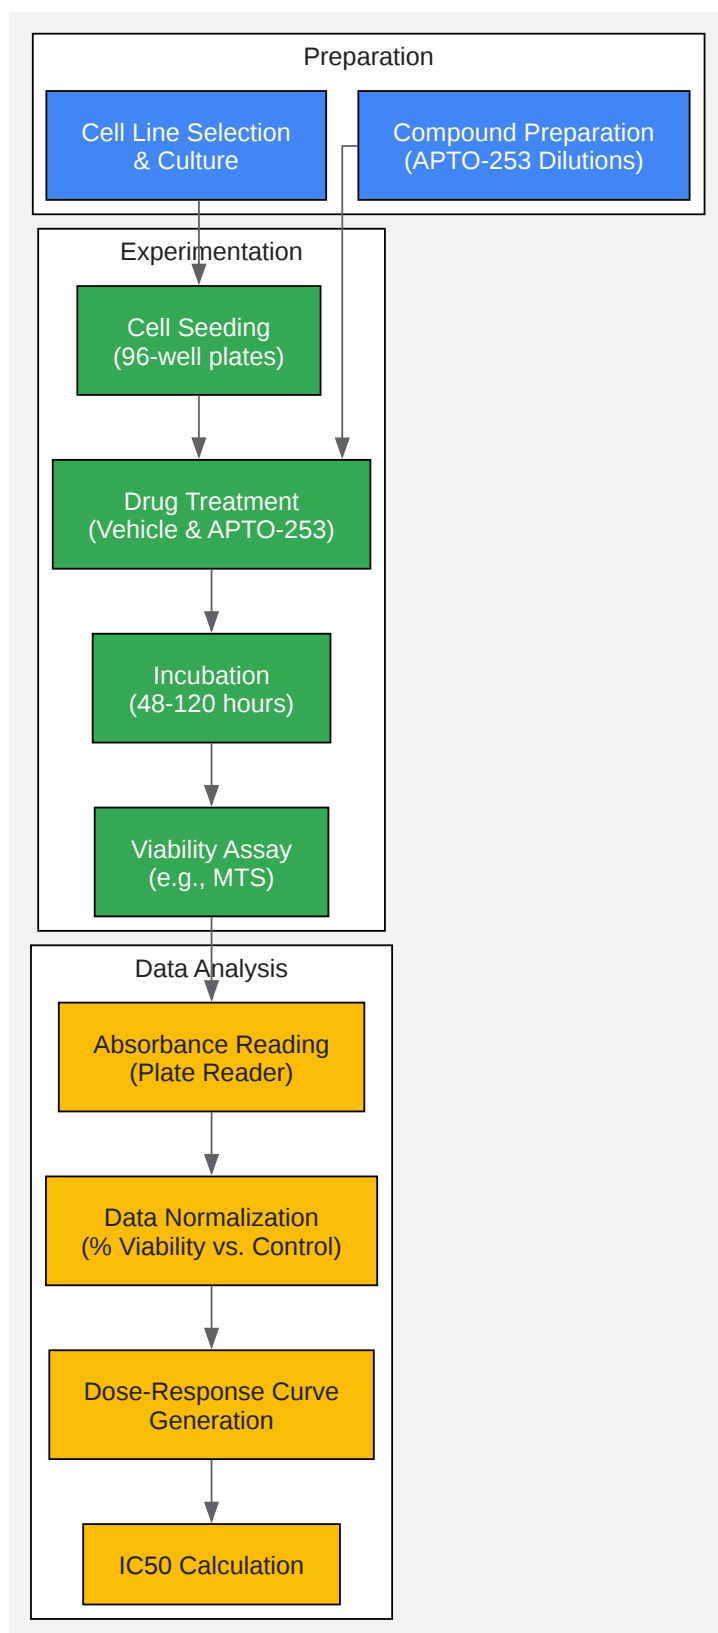 Preparation
Cell Line Selection
& Culture
Compound Preparation
(APTO-253 Dilutions)
Experimentation
Cell Seeding
(96-well plates)
Drug Treatment
(Vehicle & APTO-253)
Incubation
(48-120 hours)
Viability Assay
(e.g., MTS)
Data Analysis
Absorbance Reading
(Plate Reader)
Data Normalization
(% Viability vs. Control)
Dose-Response Curve
Generation
IC50 Calculation